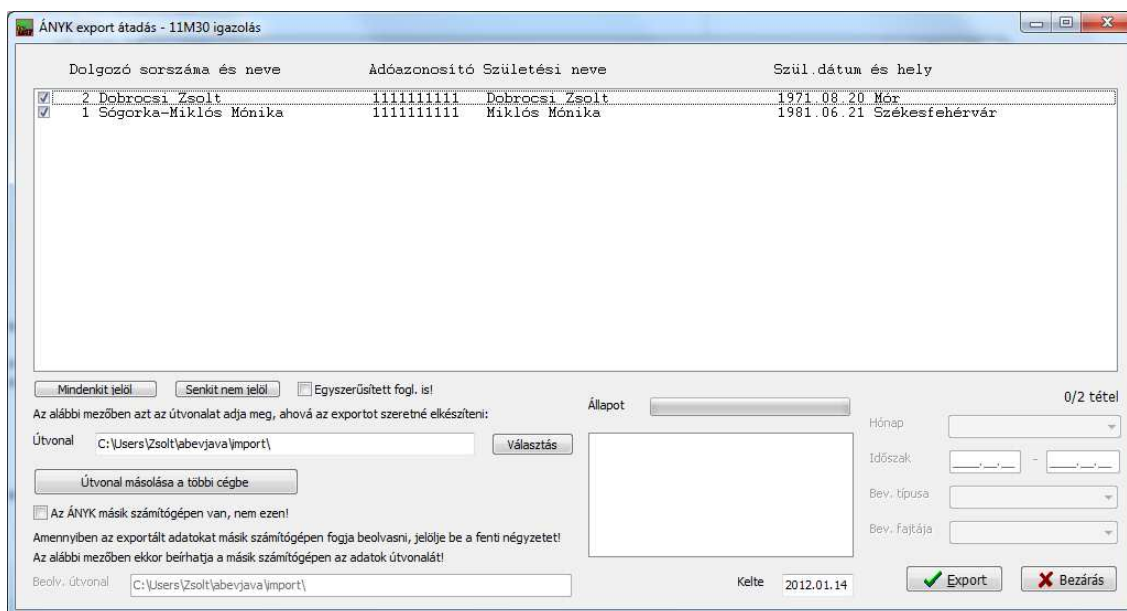 ÁNYK export átadás - 11M30 igazolás
Dolgozó sorszáma és neve Adóazonosító Születési neve Szül.dátum és hely
2 Dobrocsi Zsolt 1111111111 Dobrocsi Zsolt 1971.08.20 Mór
1 Sógorka-Miklós Mónika 1111111111 Miklós Mónika 1981.06.21 Székesfehérvár
Mindenkit jelöl Senkit nem jelöl Egyszerűsített fogl. is!
0/2 tétel
Az alábbi mezőben azt az útvonalat adja meg, ahová az exportot szeretné elkészíteni:
Állapot
Hónap
Útvonal C:\Users\Zsolt\abevjava\import\ Választás
Időszak __.__.__ - __.__.__
Útvonal másolása a többi cégbe
Bev. típusa
Az ÁNYK másik számítógépen van, nem ezen!
Bev. fajtája
Amennyiben az exportált adatokat másik számítógépen fogja beolvasni, jelölje be a fenti négyzetet!
Az alábbi mezőben ekkor beírhatja a másik számítógépen az adatok útvonalát!
Beolv. útvonal C:\Users\Zsolt\abevjava\import\
Kelte 2012.01.14 Export Bezárás